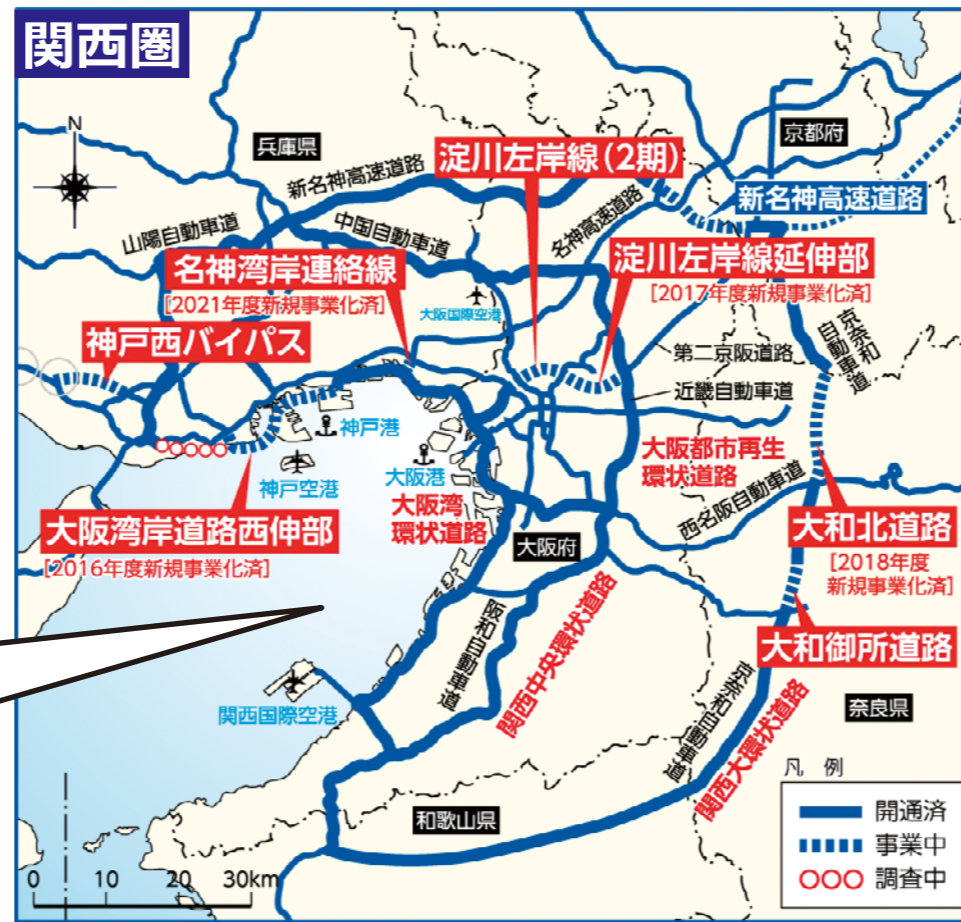 関西圏
N
兵庫県
京都府
淀川左岸線（2期）
新名神高速道路
名神高速道路
新名神高速道路
山陽自動車道
中国自動車道
名神湾岸連絡線
[2021年度新規事業化済]
淀川左岸線延伸部
[2017年度新規事業化済]
大阪国際空港
神戸西バイパス
京奈和
自動車道
第二京阪道路
近畿自動車道
神戸港
大阪港
神戸空港
大阪都市再生
環状道路
大阪湾
環状道路
西名阪自動車道
大阪湾岸道路西伸部
[2016年度新規事業化済]
大阪府
大和北道路
[2018年度
新規事業化済]
阪和自動車道
関西中央環状道路
大和御所道路
関西国際空港
京奈和自動車道
関西大環状道路
奈良県
和歌山県
凡 例
開通済
事業中
調査中
0 10 20 30km